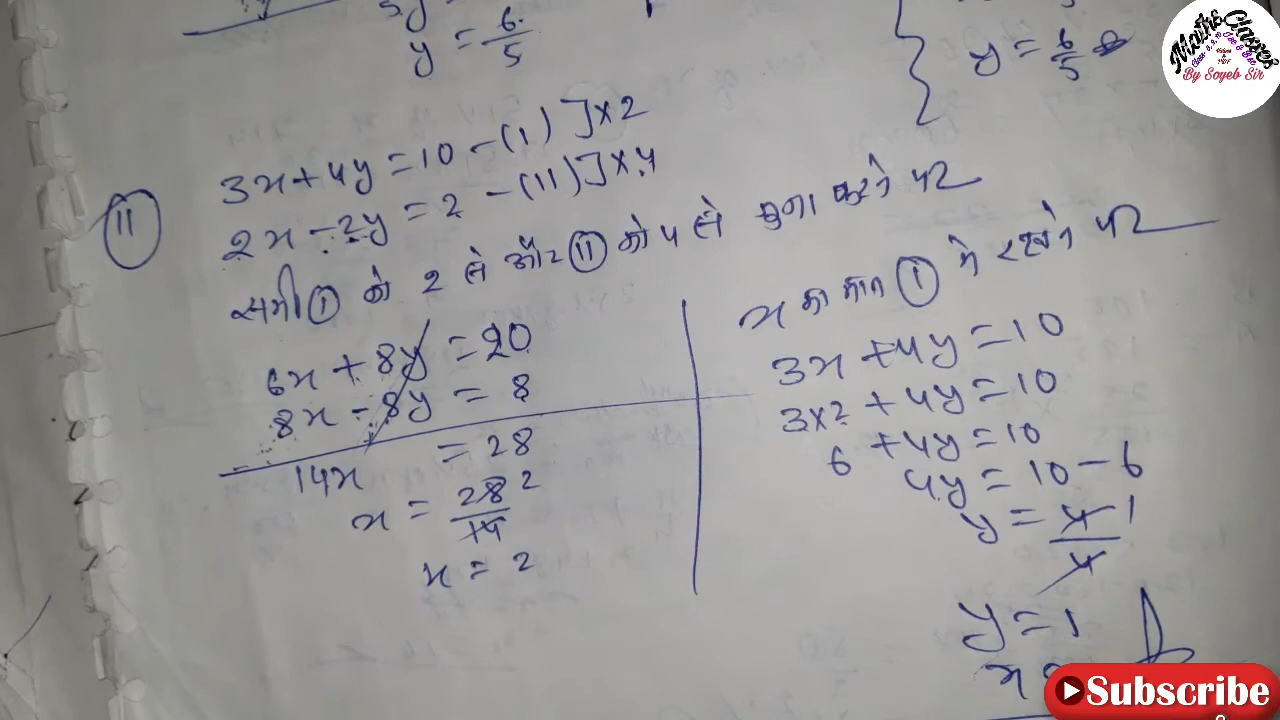 y = 6/5
y = 6/5
Maths Classes
By Soyeb Sir
(II)
3x + 4y = 10 - (I) ] × 2
2x - 2y = 2 - (II) ] × 4
समी (I) को 2 से और (II) को 4 से गुना करने पर
6x + 8y = 20
8x - 8y = 8
14x = 28
x = 28/14 2
x = 2
x का मान (I) में रखने पर
3x + 4y = 10
3×2 + 4y = 10
6 + 4y = 10
4y = 10 - 6
y = 4/4 1
y = 1
x =
Subscribe